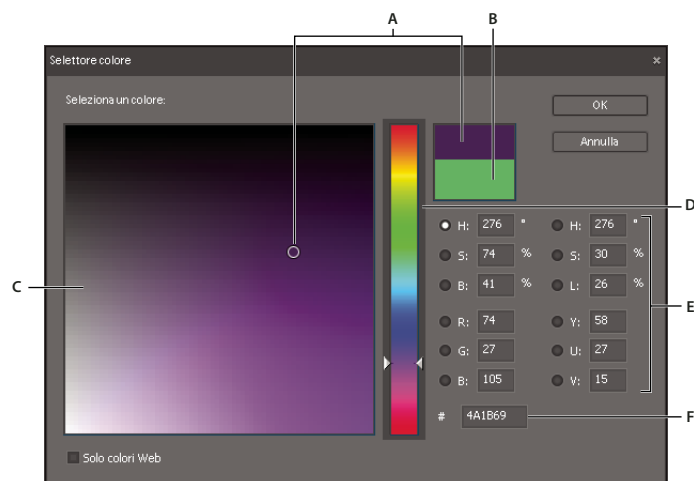 A
B
Selettore colore
×
Seleziona un colore:
OK
Annulla
D
H: 276 °
H: 276 °
S: 74 %
S: 30 %
C
B: 41 %
L: 26 %
E
R: 74
Y: 58
G: 27
U: 27
B: 105
V: 15
# 4A1B69
F
Solo colori Web